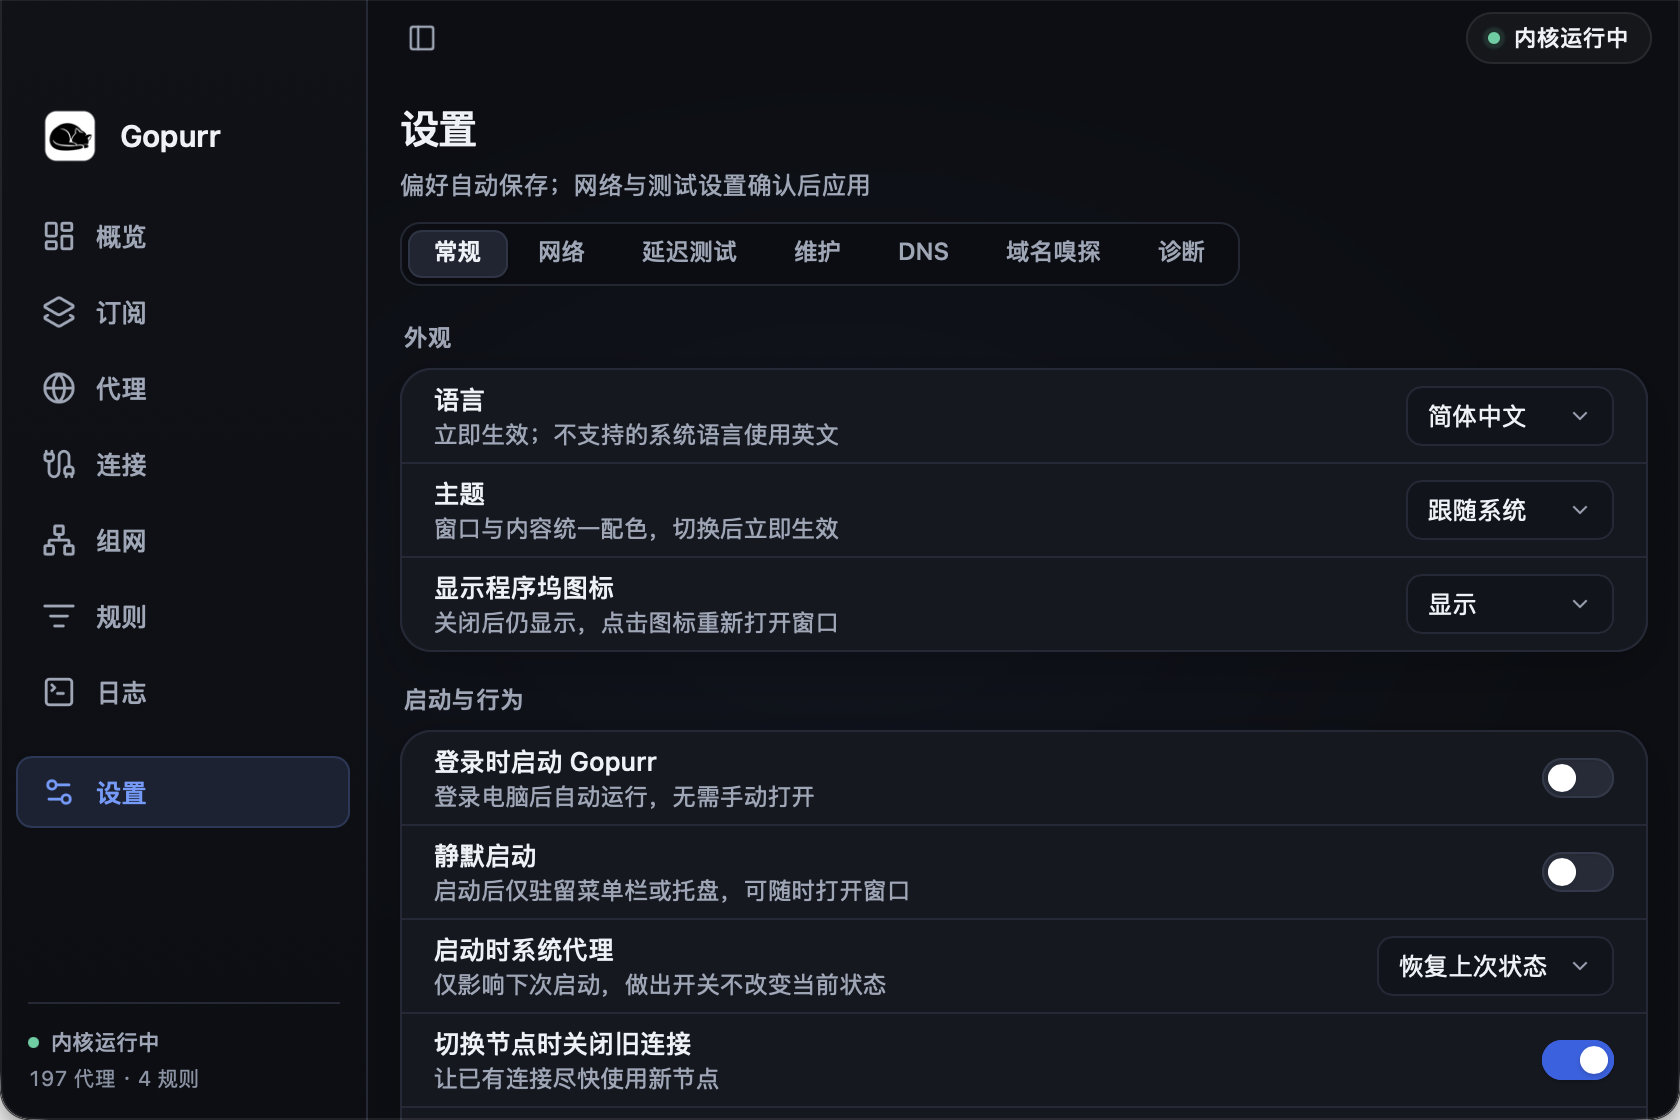 内核运行中
Gopurr
概览
订阅
代理
连接
组网
规则
日志
设置
内核运行中
197 代理 · 4 规则
设置
偏好自动保存；网络与测试设置确认后应用
常规 网络 延迟测试 维护 DNS 域名嗅探 诊断
外观
语言
立即生效；不支持的系统语言使用英文
简体中文
主题
窗口与内容统一配色，切换后立即生效
跟随系统
显示程序坞图标
关闭后仍显示，点击图标重新打开窗口
显示
启动与行为
登录时启动 Gopurr
登录电脑后自动运行，无需手动打开
静默启动
启动后仅驻留菜单栏或托盘，可随时打开窗口
启动时系统代理
仅影响下次启动，做出开关不改变当前状态
恢复上次状态
切换节点时关闭旧连接
让已有连接尽快使用新节点